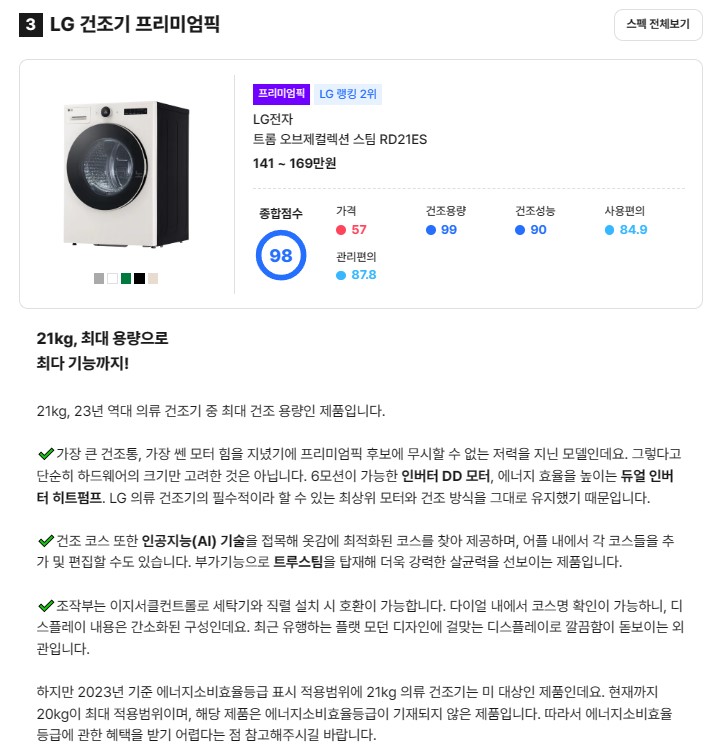 3 LG 건조기 프리미엄픽
스펙 전체보기
프리미엄픽 LG 랭킹 2위
LG전자
트롬 오브제컬렉션 스팀 RD21ES
141 ~ 169만원
종합점수
98
가격
57
건조용량
99
건조성능
90
사용편의
84.9
관리편의
87.8
21kg, 최대 용량으로
최다 기능까지!
21kg, 23년 역대 의류 건조기 중 최대 건조 용량인 제품입니다.
가장 큰 건조통, 가장 쎈 모터 힘을 지녔기에 프리미엄픽 후보에 무시할 수 없는 저력을 지닌 모델인데요. 그렇다고
단순히 하드웨어의 크기만 고려한 것은 아닙니다. 6모션이 가능한 인버터 DD 모터, 에너지 효율을 높이는 듀얼 인버
터 히트펌프. LG 의류 건조기의 필수적이라 할 수 있는 최상위 모터와 건조 방식을 그대로 유지했기 때문입니다.
건조 코스 또한 인공지능(AI) 기술을 접목해 옷감에 최적화된 코스를 찾아 제공하며, 어플 내에서 각 코스들을 추
가 및 편집할 수도 있습니다. 부가기능으로 트루스팀을 탑재해 더욱 강력한 살균력을 선보이는 제품입니다.
조작부는 이지서클컨트롤로 세탁기와 직렬 설치 시 호환이 가능합니다. 다이얼 내에서 코스명 확인이 가능하니, 디
스플레이 내용은 간소화된 구성인데요. 최근 유행하는 플랫 모던 디자인에 걸맞는 디스플레이로 깔끔함이 돋보이는 외
관입니다.
하지만 2023년 기준 에너지소비효율등급 표시 적용범위에 21kg 의류 건조기는 미 대상인 제품인데요. 현재까지
20kg이 최대 적용범위이며, 해당 제품은 에너지소비효율등급이 기재되지 않은 제품입니다. 따라서 에너지소비효율
등급에 관한 혜택을 받기 어렵다는 점 참고해주시길 바랍니다.